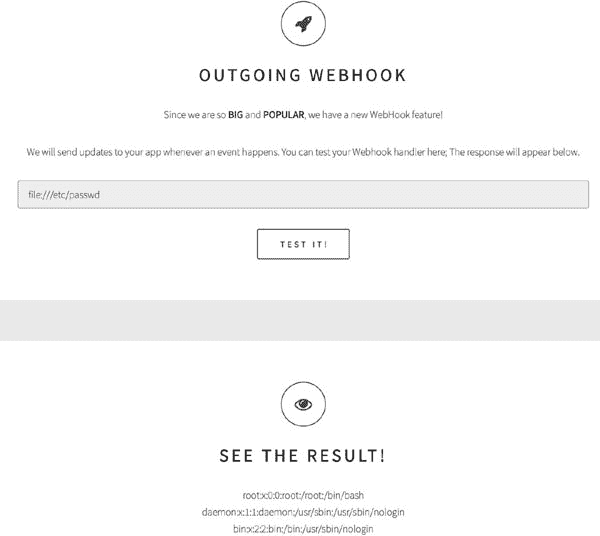 OUTGOING WEBHOOK
Since we are so BIG and POPULAR, we have a new WebHook feature!
We will send updates to your app whenever an event happens. You can test your Webhook handler here; The response will appear below.
file:///etc/passwd
TEST IT!
SEE THE RESULT!
root:x:0:0:root:/root:/bin/bash
daemon:x:1:1:daemon:/usr/sbin:/usr/sbin/nologin
bin:x:2:2:bin:/bin:/usr/sbin/nologin